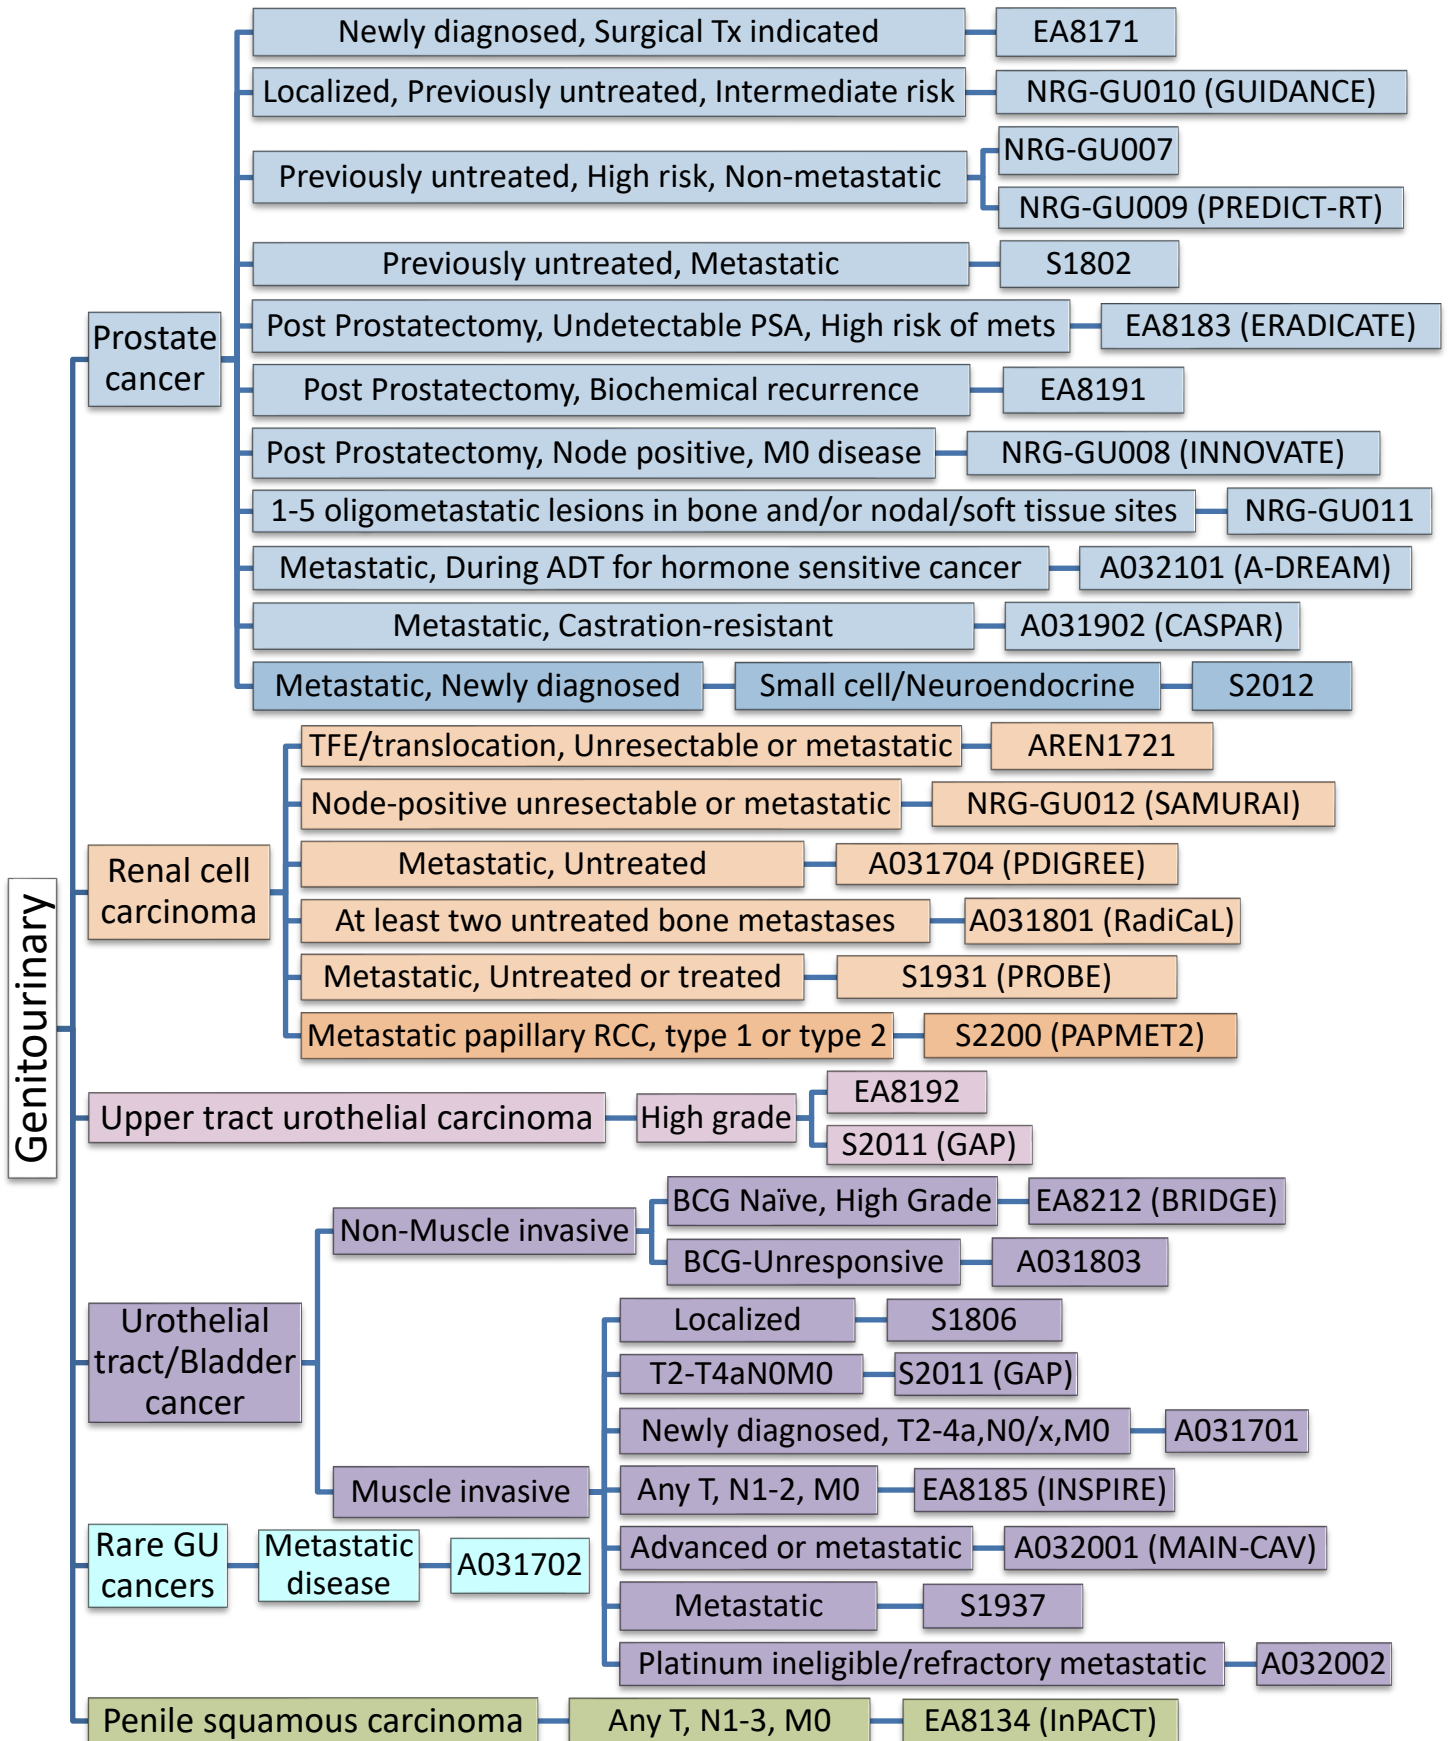 Genitourinary
Prostate
cancer
Newly diagnosed, Surgical Tx indicated
EA8171
Localized, Previously untreated, Intermediate risk
NRG-GU010 (GUIDANCE)
Previously untreated, High risk, Non-metastatic
NRG-GU007
NRG-GU009 (PREDICT-RT)
Previously untreated, Metastatic
S1802
Post Prostatectomy, Undetectable PSA, High risk of mets
EA8183 (ERADICATE)
Post Prostatectomy, Biochemical recurrence
EA8191
Post Prostatectomy, Node positive, M0 disease
NRG-GU008 (INNOVATE)
1-5 oligometastatic lesions in bone and/or nodal/soft tissue sites
NRG-GU011
Metastatic, During ADT for hormone sensitive cancer
A032101 (A-DREAM)
Metastatic, Castration-resistant
A031902 (CASPAR)
Metastatic, Newly diagnosed
Small cell/Neuroendocrine
S2012
Renal cell
carcinoma
TFE/translocation, Unresectable or metastatic
AREN1721
Node-positive unresectable or metastatic
NRG-GU012 (SAMURAI)
Metastatic, Untreated
A031704 (PDIGREE)
At least two untreated bone metastases
A031801 (RadiCaL)
Metastatic, Untreated or treated
S1931 (PROBE)
Metastatic papillary RCC, type 1 or type 2
S2200 (PAPMET2)
Upper tract urothelial carcinoma
High grade
EA8192
S2011 (GAP)
Urothelial
tract/Bladder
cancer
Non-Muscle invasive
BCG Naïve, High Grade
EA8212 (BRIDGE)
BCG-Unresponsive
A031803
Muscle invasive
Localized
S1806
T2-T4aN0M0
S2011 (GAP)
Newly diagnosed, T2-4a,N0/x,M0
A031701
Any T, N1-2, M0
EA8185 (INSPIRE)
Advanced or metastatic
A032001 (MAIN-CAV)
Metastatic
S1937
Platinum ineligible/refractory metastatic
A032002
Rare GU
cancers
Metastatic
disease
A031702
Penile squamous carcinoma
Any T, N1-3, M0
EA8134 (InPACT)